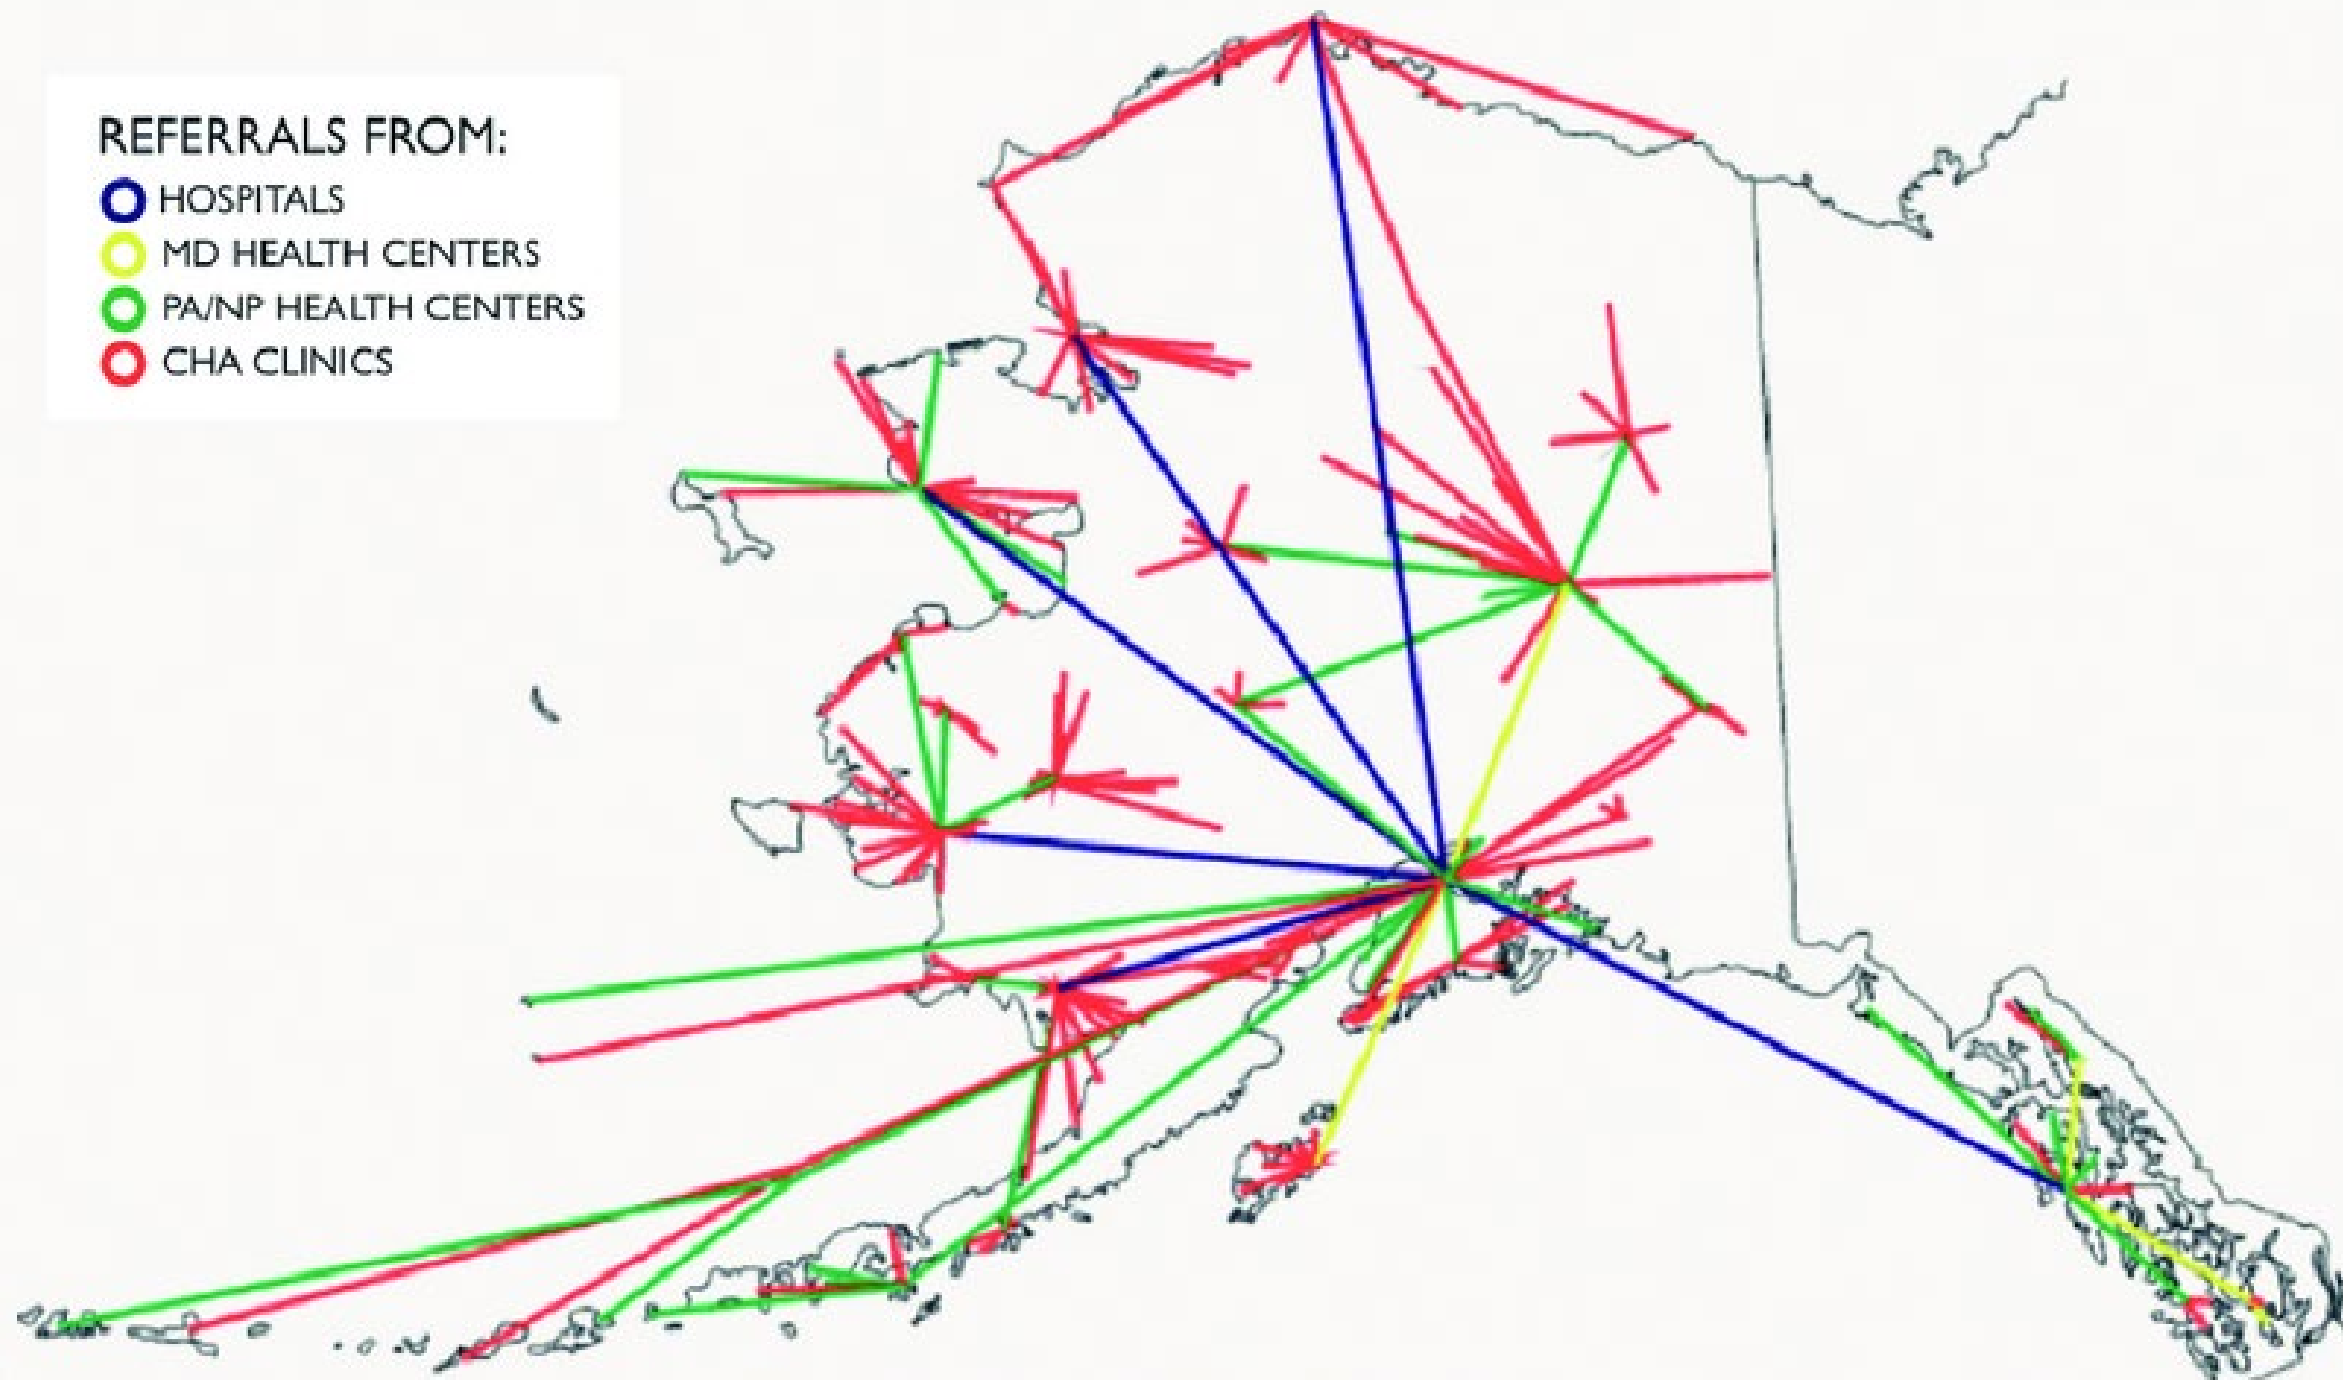 REFERRALS FROM:
HOSPITALS
MD HEALTH CENTERS
PA/NP HEALTH CENTERS
CHA CLINICS